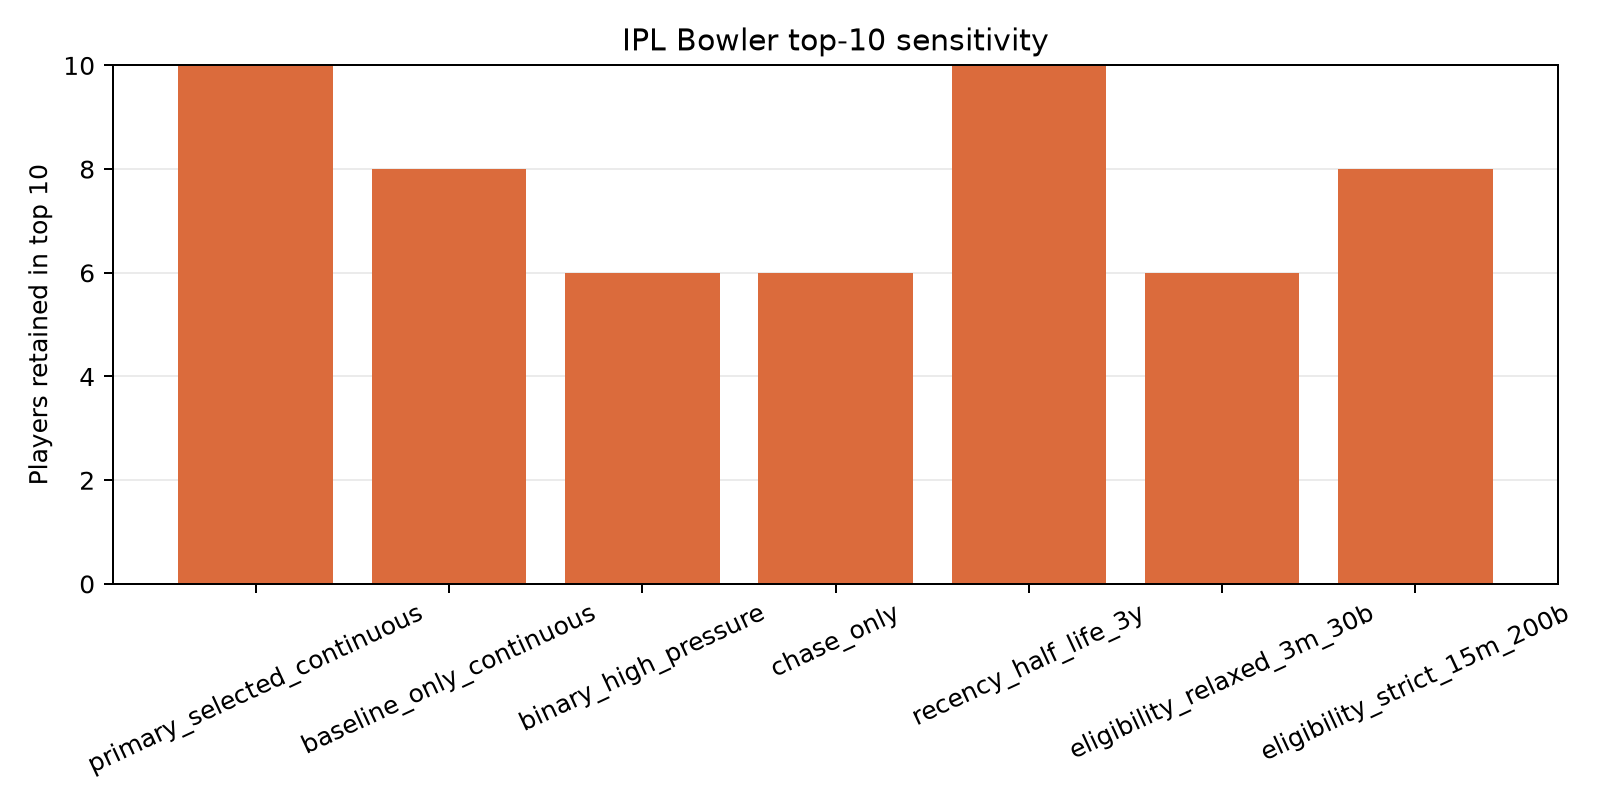 IPL Bowler top-10 sensitivity
Players retained in top 10
10
8
6
4
2
0
primary_selected_continuous
baseline_only_continuous
binary_high_pressure
chase_only
recency_half_life_3y
eligibility_relaxed_3m_30b
eligibility_strict_15m_200b